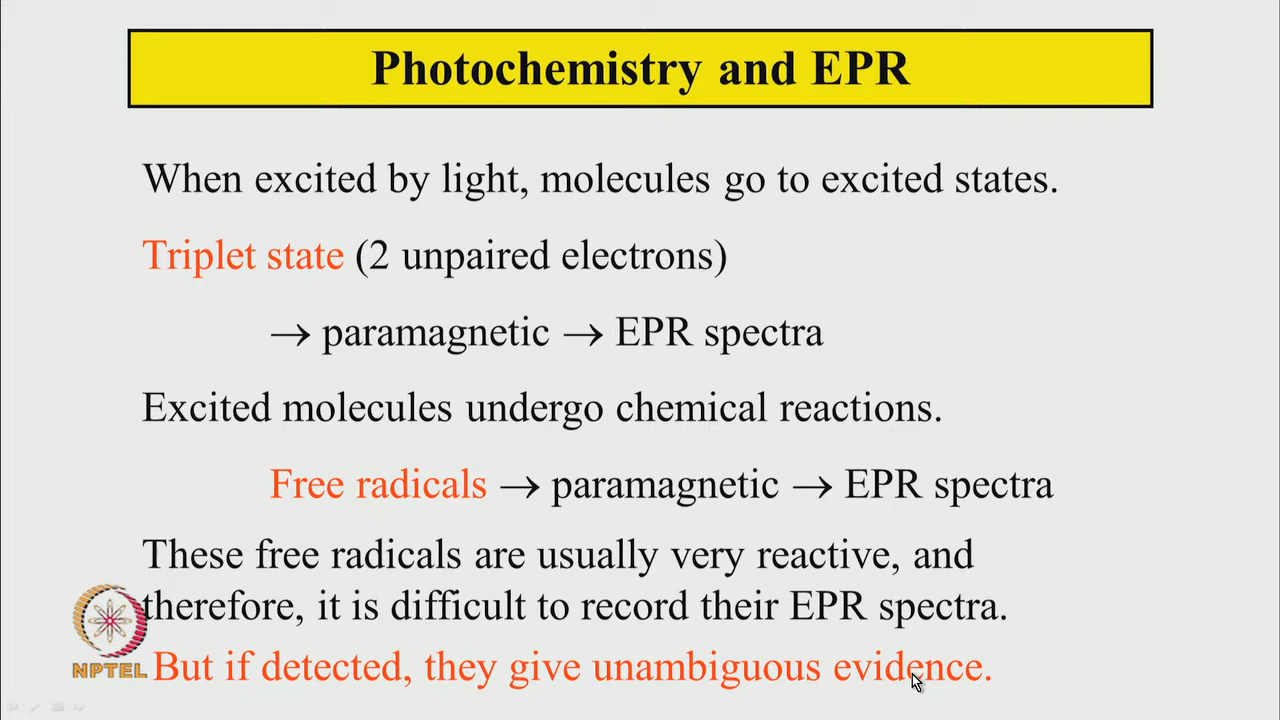 Photochemistry and EPR
When excited by light, molecules go to excited states.
Triplet state (2 unpaired electrons)
→ paramagnetic → EPR spectra
Excited molecules undergo chemical reactions.
Free radicals → paramagnetic → EPR spectra
These free radicals are usually very reactive, and
therefore, it is difficult to record their EPR spectra.
But if detected, they give unambiguous evidence.
NPTEL